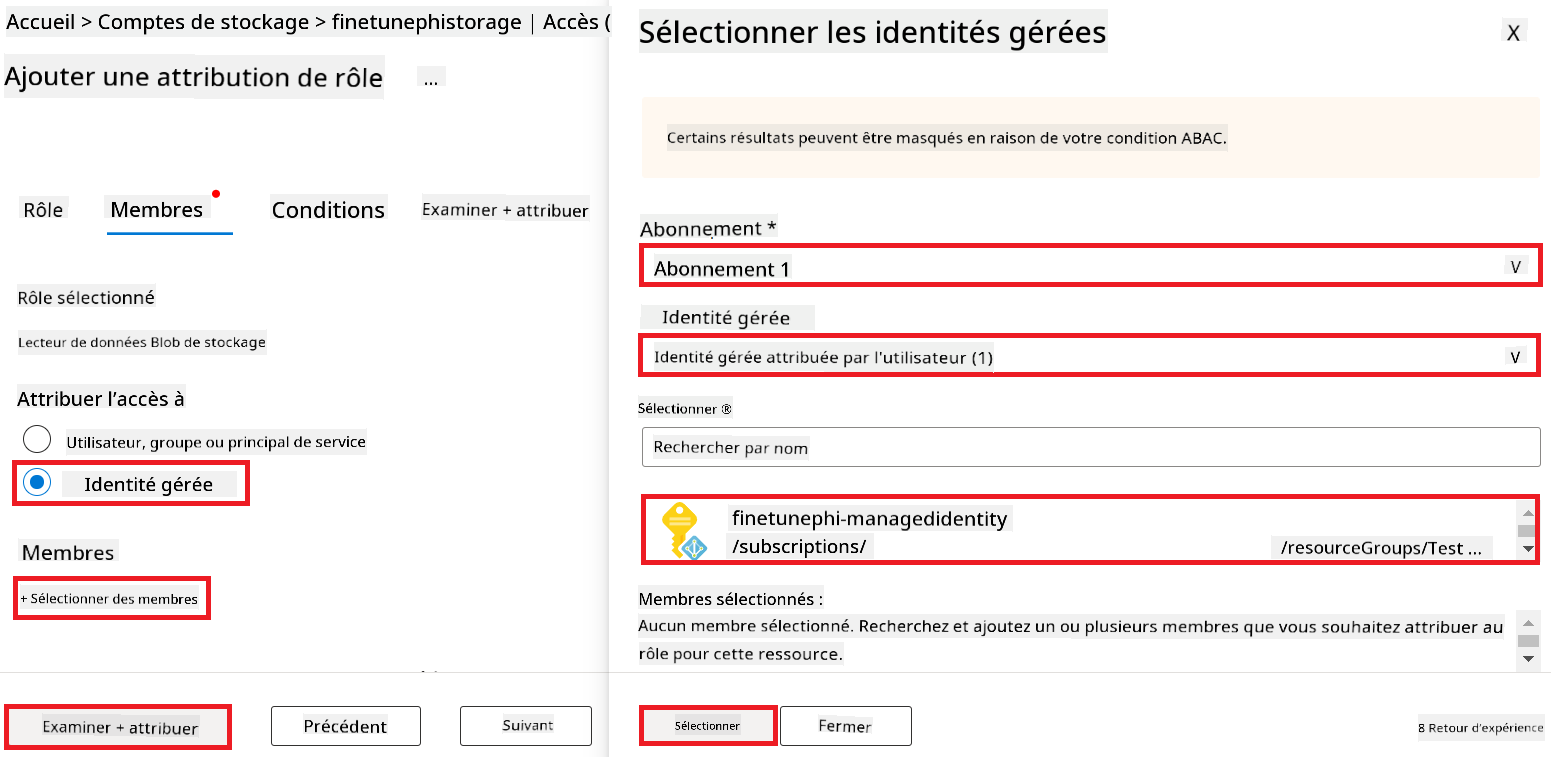 Accueil > Comptes de stockage > finetunephistorage | Accès (
Ajouter une attribution de rôle ...
Rôle Membres Conditions Examiner + attribuer
Rôle sélectionné
Lecteur de données Blob de stockage
Attribuer l’accès à
Utilisateur, groupe ou principal de service
Identité gérée
Membres
+ Sélectionner des membres
Examiner + attribuer Précédent Suivant
Sélectionner les identités gérées X
Certains résultats peuvent être masqués en raison de votre condition ABAC.
Abonnement *
Abonnement 1 V
Identité gérée
Identité gérée attribuée par l'utilisateur (1) V
Sélectionner ®
Rechercher par nom
finetunephi-managedidentity
/subscriptions/ /resourceGroups/Test ...
Membres sélectionnés :
Aucun membre sélectionné. Recherchez et ajoutez un ou plusieurs membres que vous souhaitez attribuer au
rôle pour cette ressource.
Sélectionner Fermer 8 Retour d’expérience